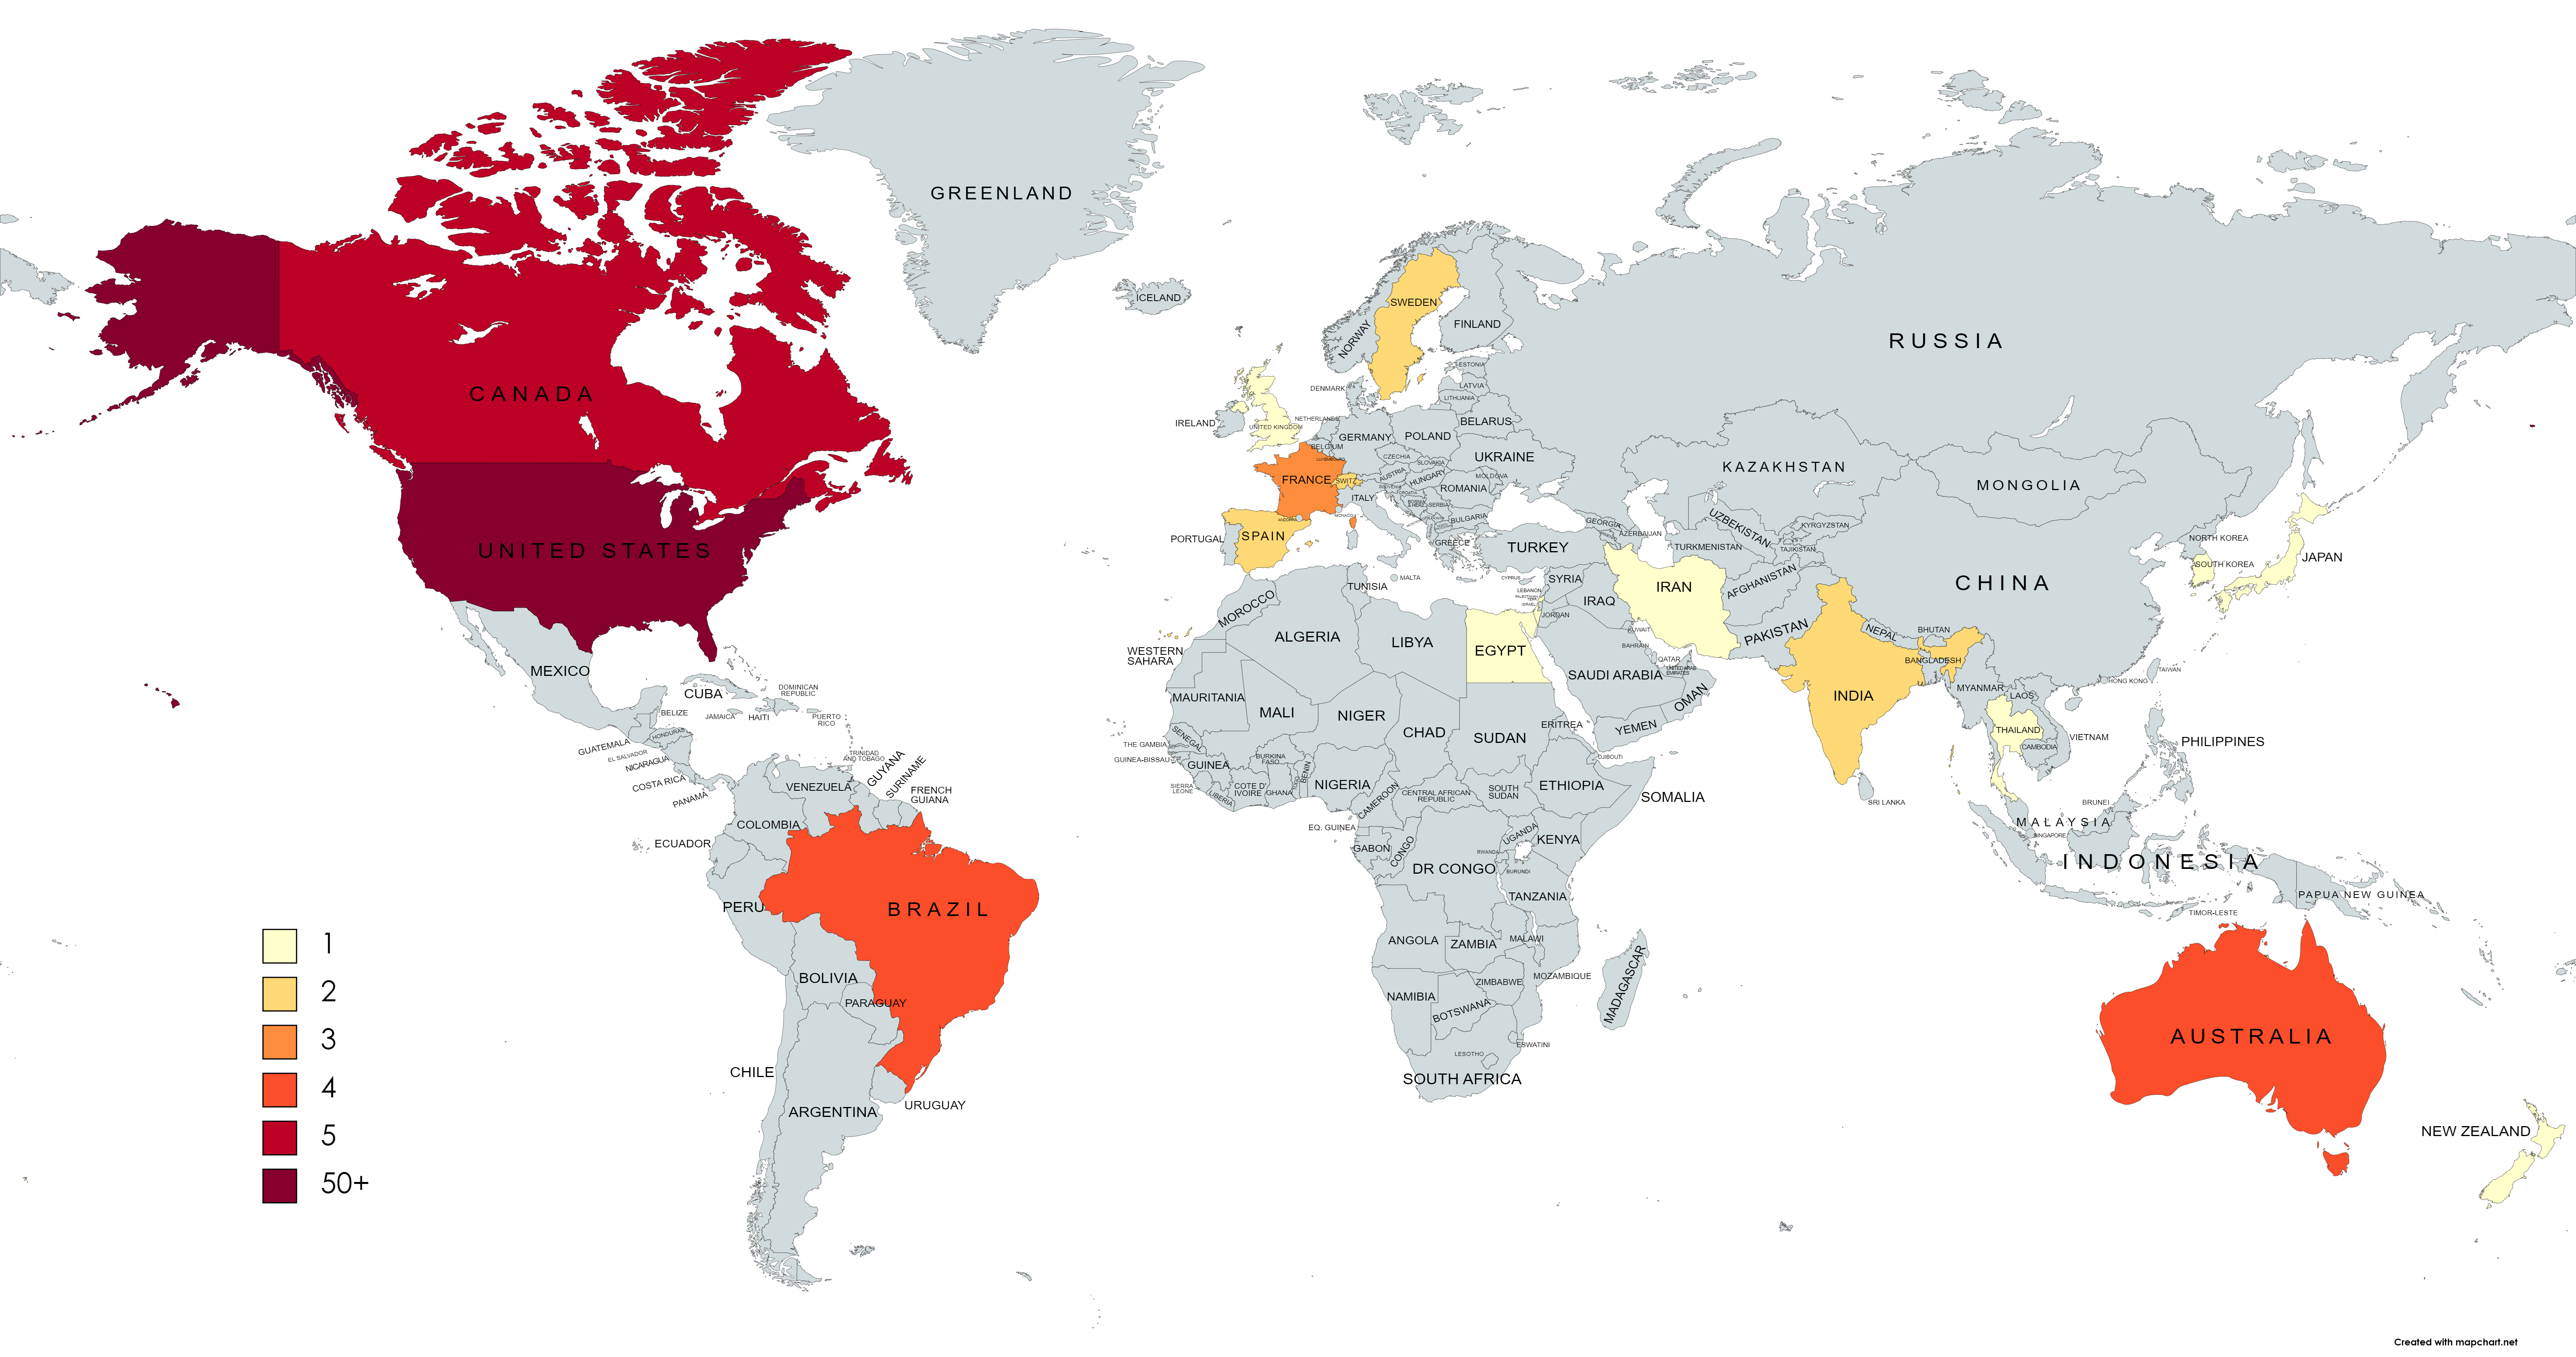 GREENLAND
ICELAND
SWEDEN
FINLAND
NORWAY
RUSSIA
ESTONIA
LATVIA
LITHUANIA
DENMARK
CANADA
IRELAND
UNITED KINGDOM
NETHERLANDS
BELGIUM
LUXEMBOURG
GERMANY
POLAND
BELARUS
CZECHIA
SLOVAKIA
UKRAINE
KAZAKHSTAN
MONGOLIA
FRANCE
SWITZ.
AUSTRIA
HUNGARY
MOLDOVA
ROMANIA
ITALY
SERBIA
MONACO
BULGARIA
ANDORRA
GEORGIA
AZERBAIJAN
UZBEKISTAN
KYRGYZSTAN
UNITED STATES
PORTUGAL
SPAIN
GREECE
TURKEY
TURKMENISTAN
TAJIKISTAN
NORTH KOREA
SOUTH KOREA
JAPAN
CHINA
TUNISIA
MALTA
CYPRUS
SYRIA
LEBANON
ISRAEL
IRAQ
IRAN
AFGHANISTAN
JORDAN
KUWAIT
PAKISTAN
NEPAL
BHUTAN
BANGLADESH
MOROCCO
WESTERN
SAHARA
ALGERIA
LIBYA
EGYPT
SAUDI ARABIA
BAHRAIN
QATAR
UNITED ARAB
EMIRATES
OMAN
YEMEN
INDIA
MYANMAR
LAOS
HONG KONG
TAIWAN
MEXICO
CUBA
DOMINICAN
REPUBLIC
BELIZE
JAMAICA
HAITI
PUERTO
RICO
GUATEMALA
HONDURAS
EL SALVADOR
NICARAGUA
COSTA RICA
PANAMA
TRINIDAD
AND TOBAGO
MAURITANIA
MALI
NIGER
CHAD
SUDAN
ERITREA
SENEGAL
THE GAMBIA
GUINEA-BISSAU
GUINEA
SIERRA
LEONE
LIBERIA
BURKINA
FASO
COTE D'
IVOIRE
GHANA
TOGO
BENIN
NIGERIA
CAMEROON
CENTRAL AFRICAN
REPUBLIC
SOUTH
SUDAN
ETHIOPIA
DJIBOUTI
SOMALIA
THAILAND
CAMBODIA
VIETNAM
PHILIPPINES
SRI LANKA
BRUNEI
MALAYSIA
SINGAPORE
INDONESIA
PAPUA NEW GUINEA
TIMOR-LESTE
VENEZUELA
GUYANA
SURINAME
FRENCH
GUIANA
COLOMBIA
ECUADOR
EQ. GUINEA
GABON
CONGO
DR CONGO
UGANDA
KENYA
RWANDA
BURUNDI
TANZANIA
PERU
BRAZIL
BOLIVIA
PARAGUAY
CHILE
ARGENTINA
URUGUAY
ANGOLA
ZAMBIA
MALAWI
MOZAMBIQUE
ZIMBABWE
NAMIBIA
BOTSWANA
MADAGASCAR
ESWATINI
LESOTHO
SOUTH AFRICA
AUSTRALIA
NEW ZEALAND
1
2
3
4
5
50+
Created with mapchart.net